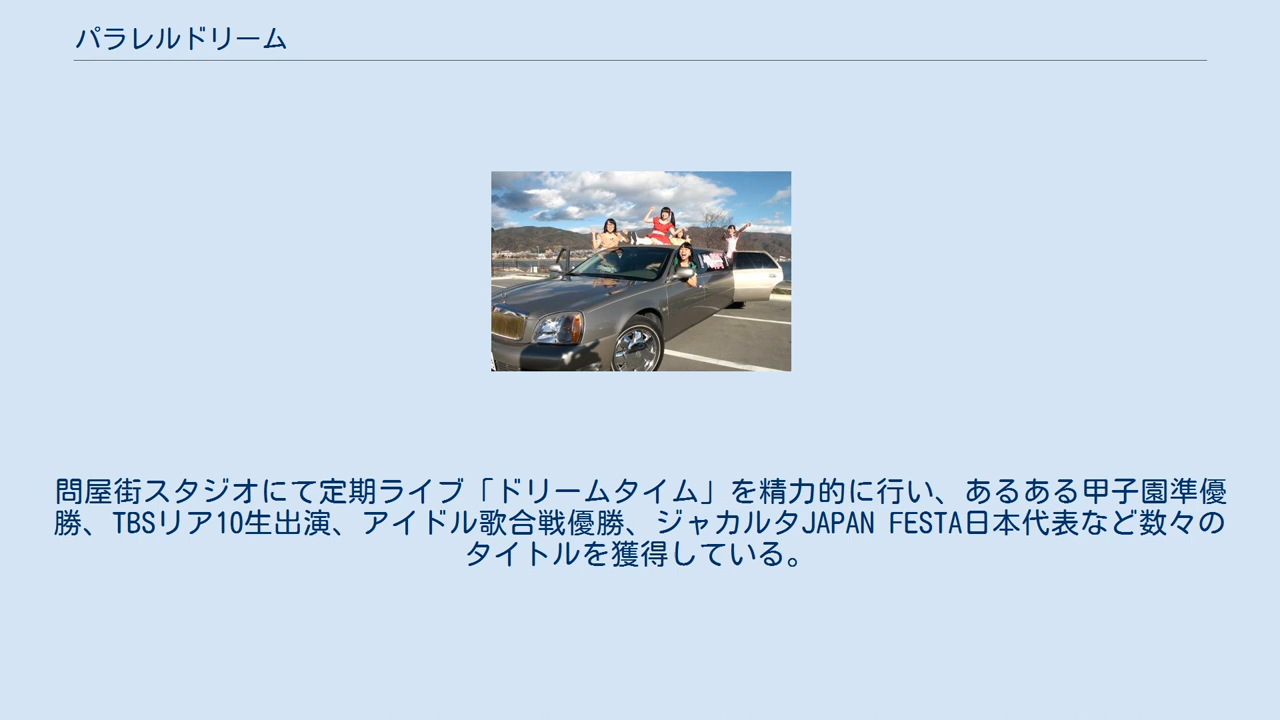 パラレルドリーム
問屋街スタジオにて定期ライブ「ドリームタイム」を精力的に行い、あるある甲子園準優
勝、TBSリア10生出演、アイドル歌合戦優勝、ジャカルタJAPAN FESTA日本代表など数々の
タイトルを獲得している。